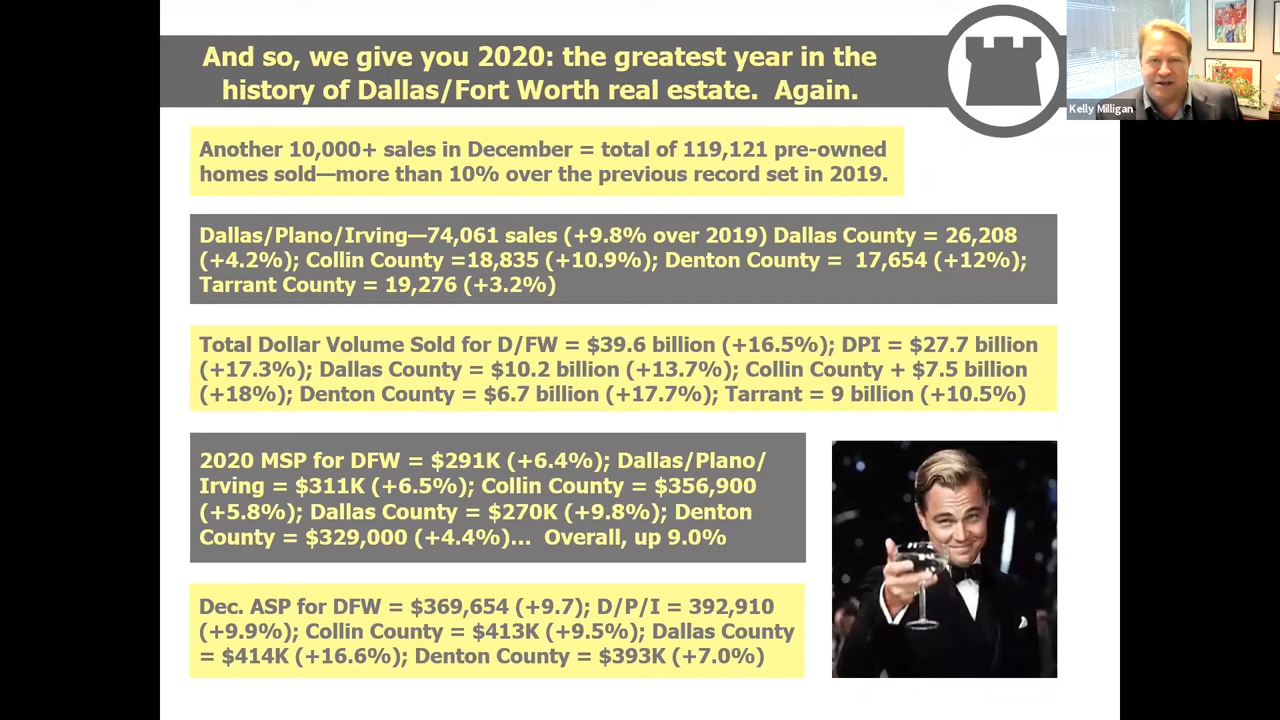 And so, we give you 2020: the greatest year in the
history of Dallas/Fort Worth real estate.  Again.
Kelly Milligan
Another 10,000+ sales in December = total of 119,121 pre-owned
homes sold—more than 10% over the previous record set in 2019.
Dallas/Plano/Irving—74,061 sales (+9.8% over 2019) Dallas County = 26,208
(+4.2%); Collin County =18,835 (+10.9%); Denton County =  17,654 (+12%);
Tarrant County = 19,276 (+3.2%)
Total Dollar Volume Sold for D/FW = $39.6 billion (+16.5%); DPI = $27.7 billion
(+17.3%); Dallas County = $10.2 billion (+13.7%); Collin County + $7.5 billion
(+18%); Denton County = $6.7 billion (+17.7%); Tarrant = 9 billion (+10.5%)
2020 MSP for DFW = $291K (+6.4%); Dallas/Plano/
Irving = $311K (+6.5%); Collin County = $356,900
(+5.8%); Dallas County = $270K (+9.8%); Denton
County = $329,000 (+4.4%)...  Overall, up 9.0%
Dec. ASP for DFW = $369,654 (+9.7); D/P/I = 392,910
(+9.9%); Collin County = $413K (+9.5%); Dallas County
= $414K (+16.6%); Denton County = $393K (+7.0%)